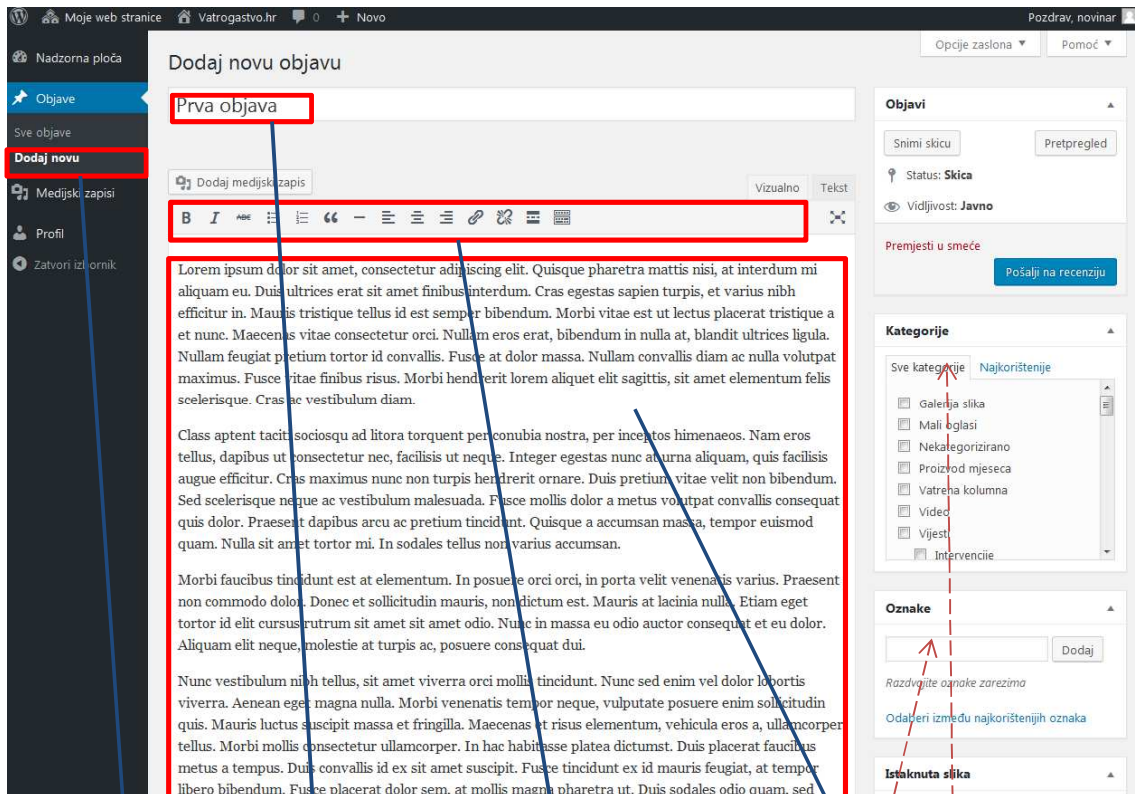 Moje web stranice Vatrogastvo.hr 0 + Novo Pozdrav, novinar
Opcije zaslona Pomoć
Nadzorna ploča
Objave
Sve objave
Dodaj novu
Medijski zapisi
Profil
Zatvori izbornik
Dodaj novu objavu
Prva objava
Dodaj medijski zapis
Vizualno Tekst
B I ABC
Lorem ipsum dolor sit amet, consectetur adipiscing elit. Quisque pharetra mattis nisi, at interdum mi
aliquam eu. Duis ultrices erat sit amet finibus interdum. Cras egestas sapien turpis, et varius nibh
efficitur in. Mauris tristique tellus id est semper bibendum. Morbi vitae est ut lectus placerat tristique a
et nunc. Maecenas vitae consectetur orci. Nullam eros erat, bibendum in nulla at, blandit ultrices ligula.
Nullam feugiat pretium tortor id convallis. Fusce at dolor massa. Nullam convallis diam ac nulla volutpat
maximus. Fusce vitae finibus risus. Morbi hendrerit lorem aliquet elit sagittis, sit amet elementum felis
scelerisque. Cras ac vestibulum diam.
Class aptent taciti sociosqu ad litora torquent per conubia nostra, per inceptos himenaeos. Nam eros
tellus, dapibus ut consectetur nec, facilisis ut neque. Integer egestas nunc at urna aliquam, quis facilisis
augue efficitur. Cras maximus nunc non turpis hendrerit ornare. Duis pretium vitae velit non bibendum.
Sed scelerisque neque ac vestibulum malesuada. Fusce mollis dolor a metus volutpat convallis consequat
quis dolor. Praesent dapibus arcu ac pretium tincidunt. Quisque a accumsan massa, tempor euismod
quam. Nulla sit amet tortor mi. In sodales tellus non varius accumsan.
Morbi faucibus tincidunt est at elementum. In posuere orci orci, in porta velit venenatis varius. Praesent
non commodo dolor. Donec et sollicitudin mauris, non dictum est. Mauris at lacinia nulla. Etiam eget
tortor id elit cursus rutrum sit amet sit amet odio. Nunc in massa eu odio auctor consequat et eu dolor.
Aliquam elit neque, molestie at turpis ac, posuere consequat dui.
Nunc vestibulum nibh tellus, sit amet viverra orci mollis tincidunt. Nunc sed enim vel dolor lobortis
viverra. Aenean eget magna nulla. Morbi venenatis tempor neque, vulputate posuere enim sollicitudin
quis. Mauris luctus suscipit massa et fringilla. Maecenas et risus elementum, vehicula eros a, ullamcorper
tellus. Morbi mollis consectetur ullamcorper. In hac habitasse platea dictumst. Duis placerat faucibus
metus a tempus. Duis convallis id ex sit amet suscipit. Fusce tincidunt ex id mauris feugiat, at tempor
libero bibendum. Fusce placerat dolor sem, at mollis magna pharetra ut. Duis sodales odio quam, sed
Objavi
Snimi skicu Pretpregled
Status: Skica
Vidljivost: Javno
Premjesti u smeće
Pošalji na recenziju
Kategorije
Sve kategorije Najkorištenije
Galerija slika
Mali oglasi
Nekategorizirano
Proizvod mjeseca
Vatrena kolumna
Video
Vijesti
Intervencije
Oznake
Dodaj
Razdvojite oznake zarezima
Odaberi između najkorištenijih oznaka
Istaknuta slika